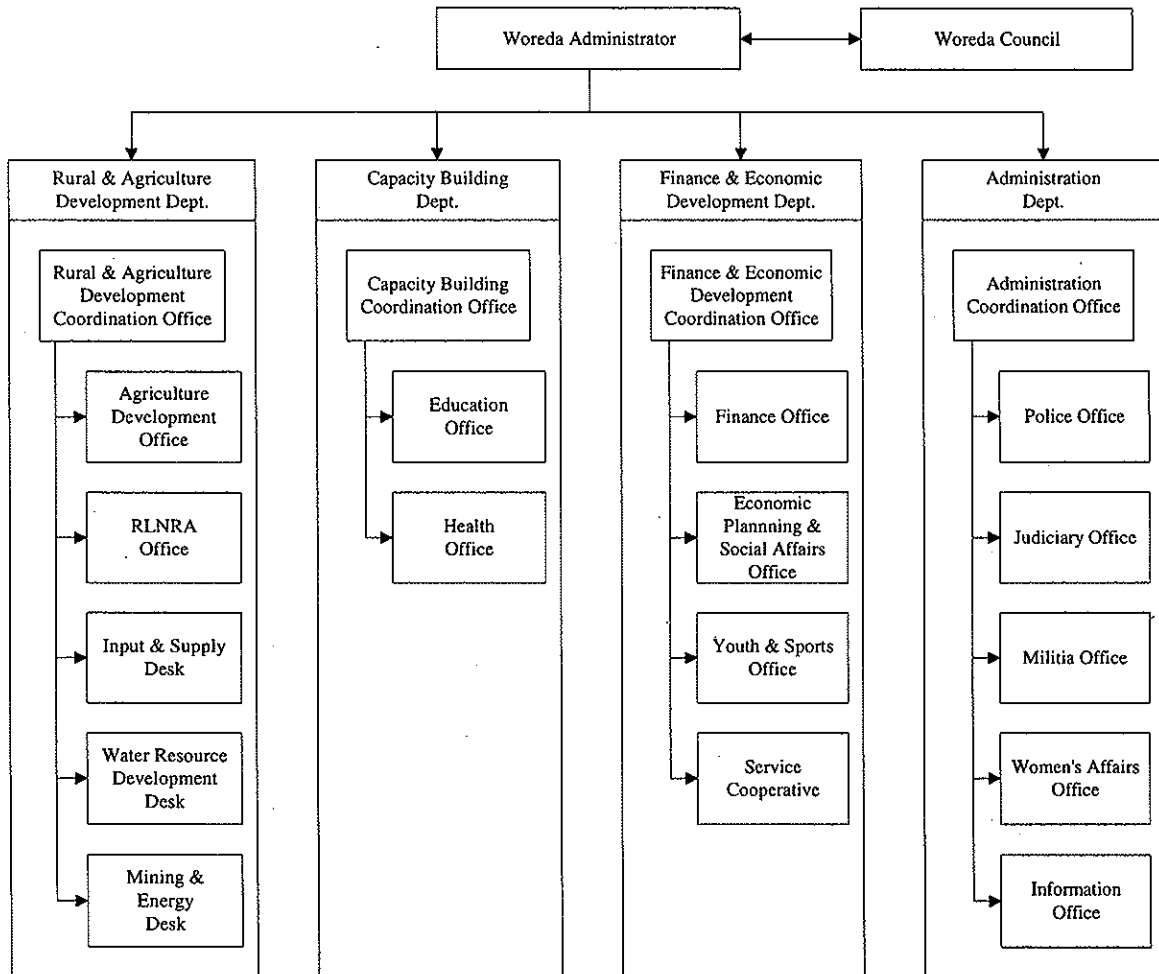 Woreda Administrator
Woreda Council
Rural & Agriculture
Development Dept.
Capacity Building
Dept.
Finance & Economic
Development Dept.
Administration
Dept.
Rural & Agriculture
Development
Coordination Office
Capacity Building
Coordination Office
Finance & Economic
Development
Coordination Office
Administration
Coordination Office
Agriculture
Development
Office
Education
Office
Finance Office
Police Office
RLNRA
Office
Health
Office
Economic
Plannning &
Social Affairs
Office
Judiciary Office
Input & Supply
Desk
Youth & Sports
Office
Militia Office
Water Resource
Development
Desk
Service
Cooperative
Women's Affairs
Office
Mining &
Energy
Desk
Information
Office